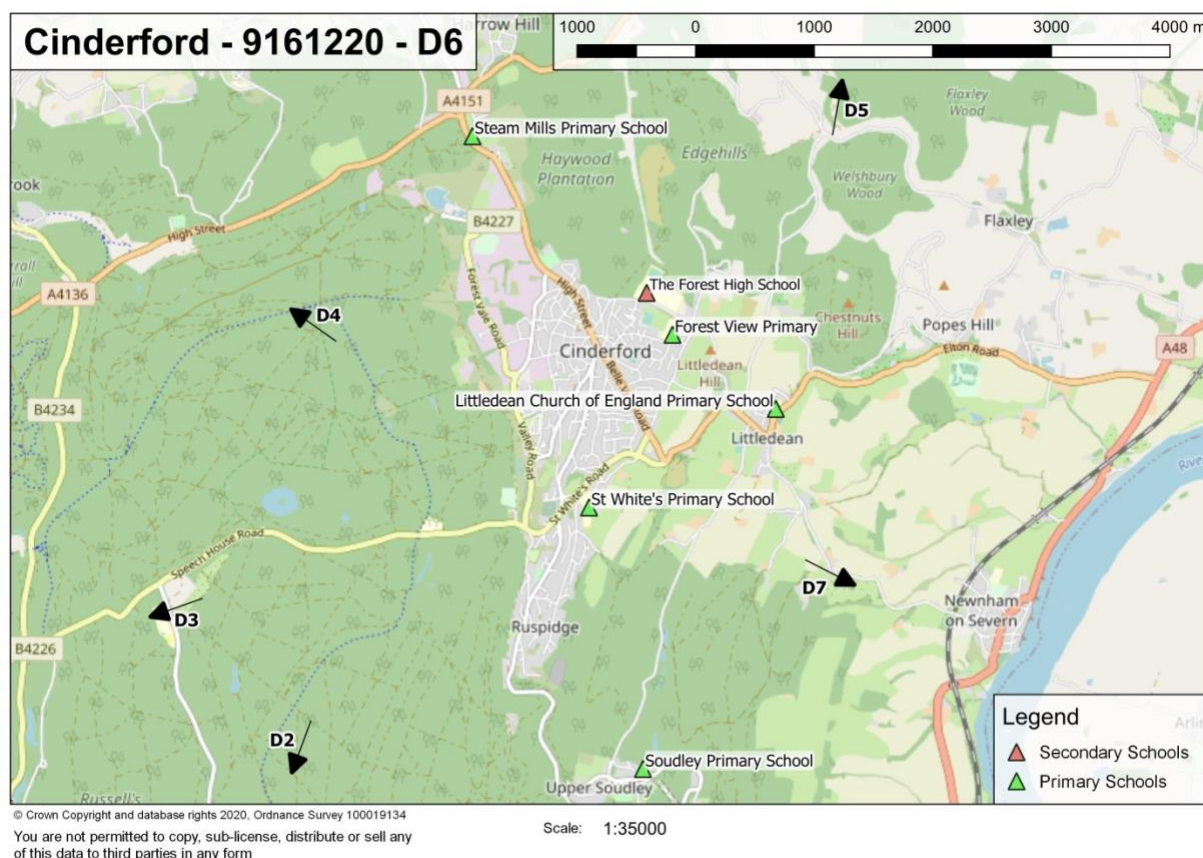 Cinderford - 9161220 - D6
1000 0 1000 2000 3000 4000 m
Harrow Hill
A4151
Steam Mills Primary School
D5
Flaxley
Wood
Haywood
Plantation
Edgehills
Welshbury
Wood
rook
B4227
Flaxley
High Street
A4136
Forest Vale Road
High Street
The Forest High School
D4
Forest View Primary
Chestnuts
Hill
Popes Hill
Cinderford
Littledean
Hill
Elton Road
A48
B4234
Littledean Church of England Primary School
Littledean
Valley Road
St White's Road
St White's Primary School
Speech House Road
D7
D3
Newnham
on Severn
Ruspidge
B4226
D2
Legend
Secondary Schools
Primary Schools
Soudley Primary School
Upper Soudley
Russell's
© Crown Copyright and database rights 2020, Ordnance Survey 100019134
You are not permitted to copy, sub-license, distribute or sell any
of this data to third parties in any form
Scale: 1:35000